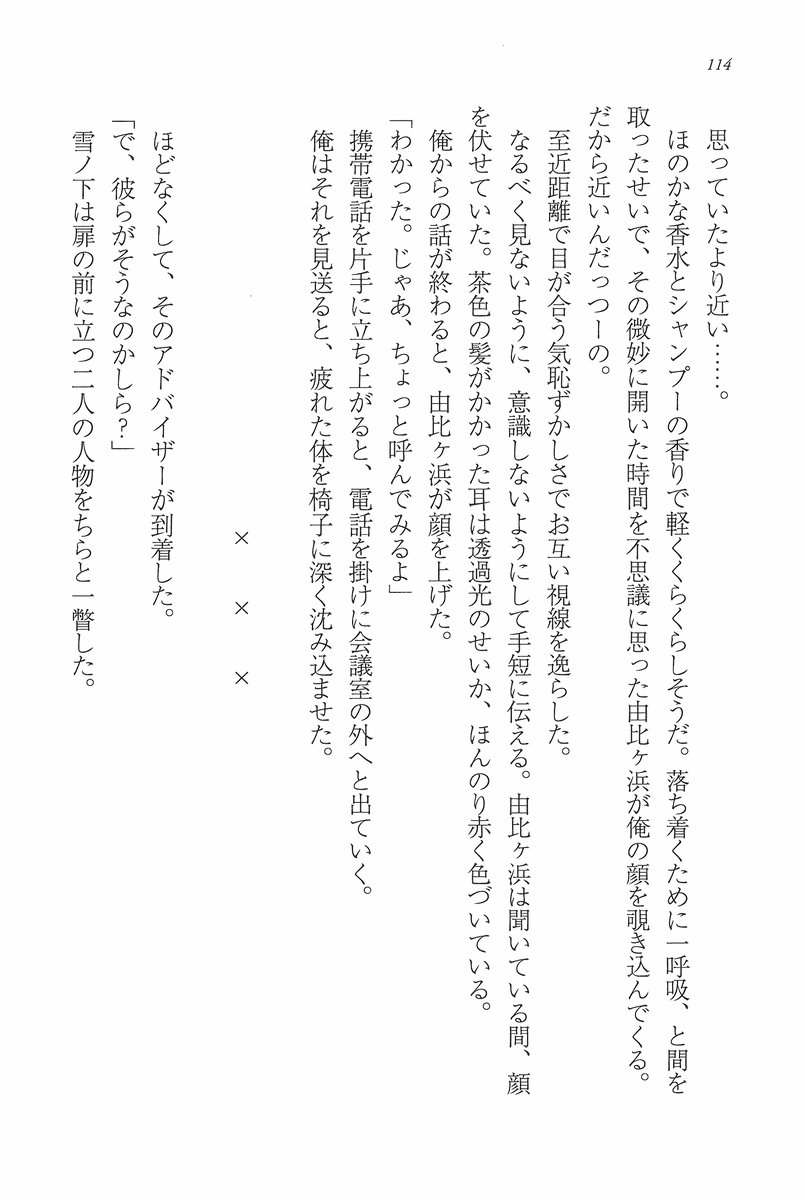 114
思っていたより近い……。
ほのかな香水とシャンプーの香りで軽くくらくらしそうだ。落ち着くために一呼吸、と間を
取ったせいで、その微妙に開いた時間を不思議に思った由比ヶ浜が俺の顔を覗き込んでくる。
だから近いんだっつーの。
至近距離で目が合う気恥ずかしさでお互い視線を逸らした。
なるべく見ないように、意識しないようにして手短に伝える。由比ヶ浜は聞いている間、顔
を伏せていた。茶色の髪がかかった耳は透過光のせいか、ほんのり赤く色づいている。
俺からの話が終わると、由比ヶ浜が顔を上げた。
「わかった。じゃあ、ちょっと呼んでみるよ」
携帯電話を片手に立ち上がると、電話を掛けに会議室の外へと出ていく。
俺はそれを見送ると、疲れた体を椅子に深く沈み込ませた。
× × ×
ほどなくして、そのアドバイザーが到着した。
「で、彼らがそうなのかしら?」
雪ノ下は扉の前に立つ二人の人物をちらと一瞥した。